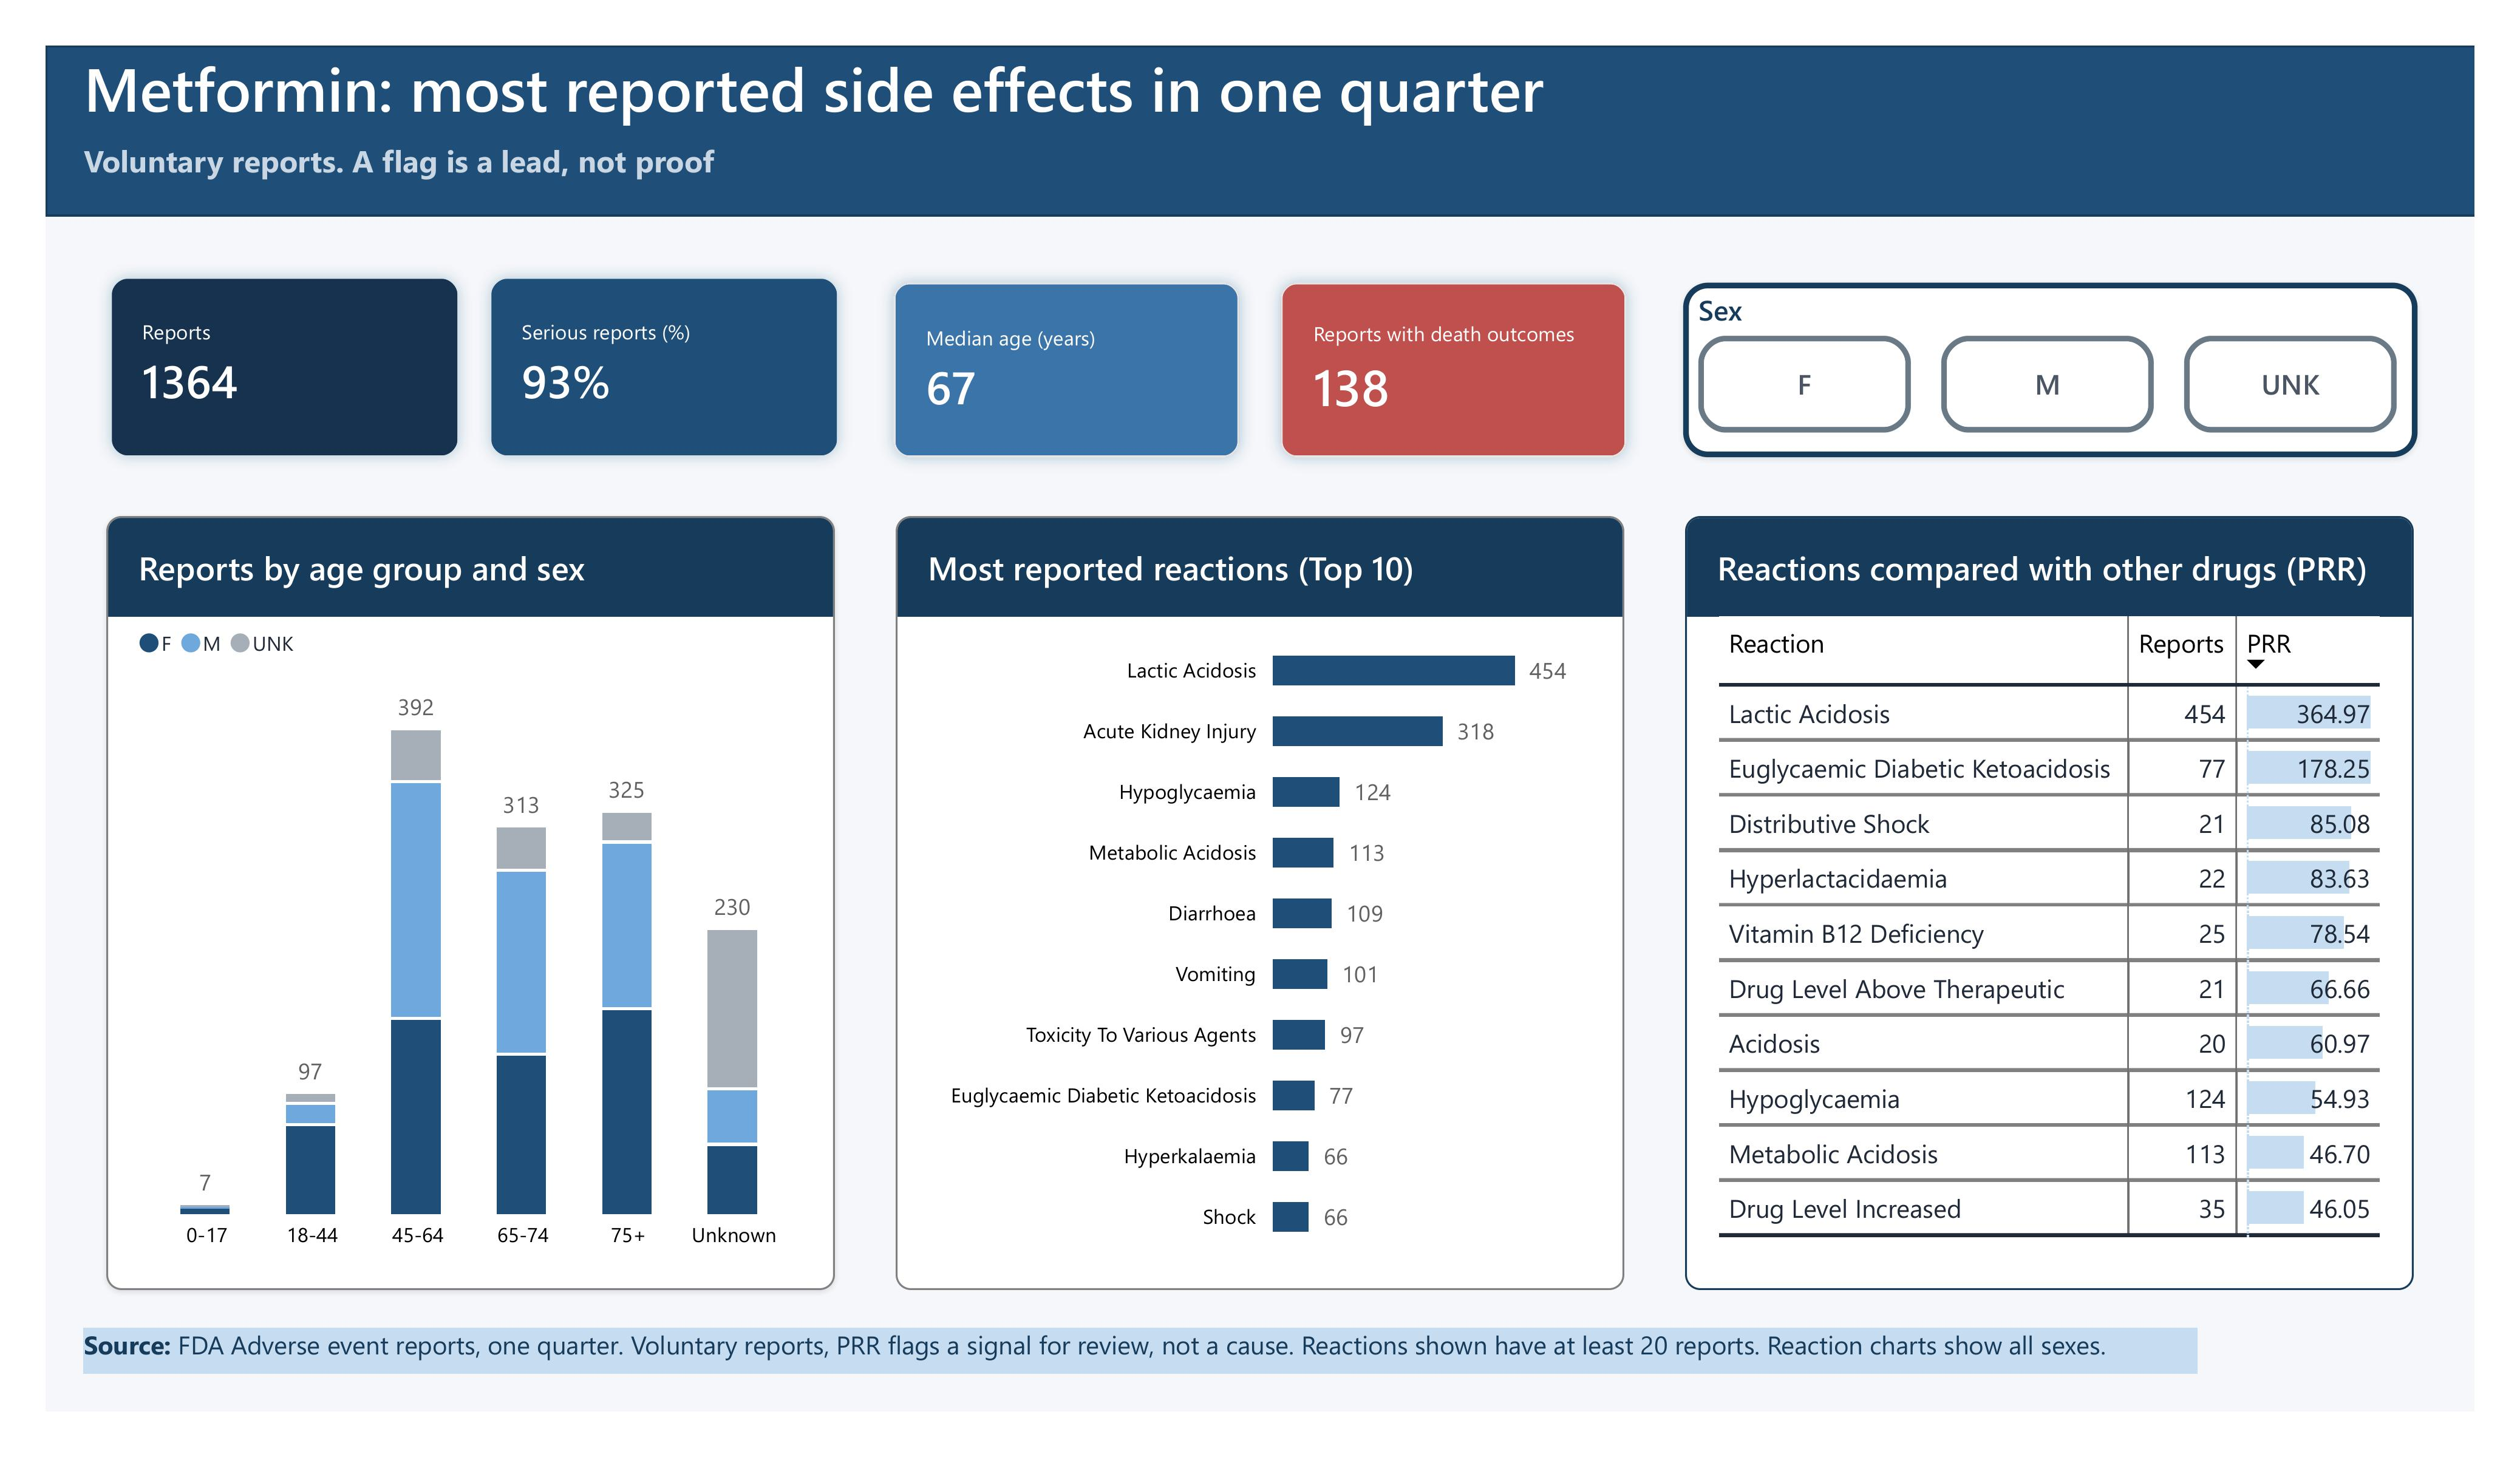 Metformin: most reported side effects in one quarter
Voluntary reports. A flag is a lead, not proof
Reports
1364
Serious reports (%)
93%
Median age (years)
67
Reports with death outcomes
138
Sex
F M UNK
Reports by age group and sex
F M UNK
392
325
313
230
97
7
0-17 18-44 45-64 65-74 75+ Unknown
Most reported reactions (Top 10)
Lactic Acidosis 454
Acute Kidney Injury 318
Hypoglycaemia 124
Metabolic Acidosis 113
Diarrhoea 109
Vomiting 101
Toxicity To Various Agents 97
Euglycaemic Diabetic Ketoacidosis 77
Hyperkalaemia 66
Shock 66
Reactions compared with other drugs (PRR)
Reaction Reports PRR
Lactic Acidosis 454 364.97
Euglycaemic Diabetic Ketoacidosis 77 178.25
Distributive Shock 21 85.08
Hyperlactacidaemia 22 83.63
Vitamin B12 Deficiency 25 78.54
Drug Level Above Therapeutic 21 66.66
Acidosis 20 60.97
Hypoglycaemia 124 54.93
Metabolic Acidosis 113 46.70
Drug Level Increased 35 46.05
Source: FDA Adverse event reports, one quarter. Voluntary reports, PRR flags a signal for review, not a cause. Reactions shown have at least 20 reports. Reaction charts show all sexes.